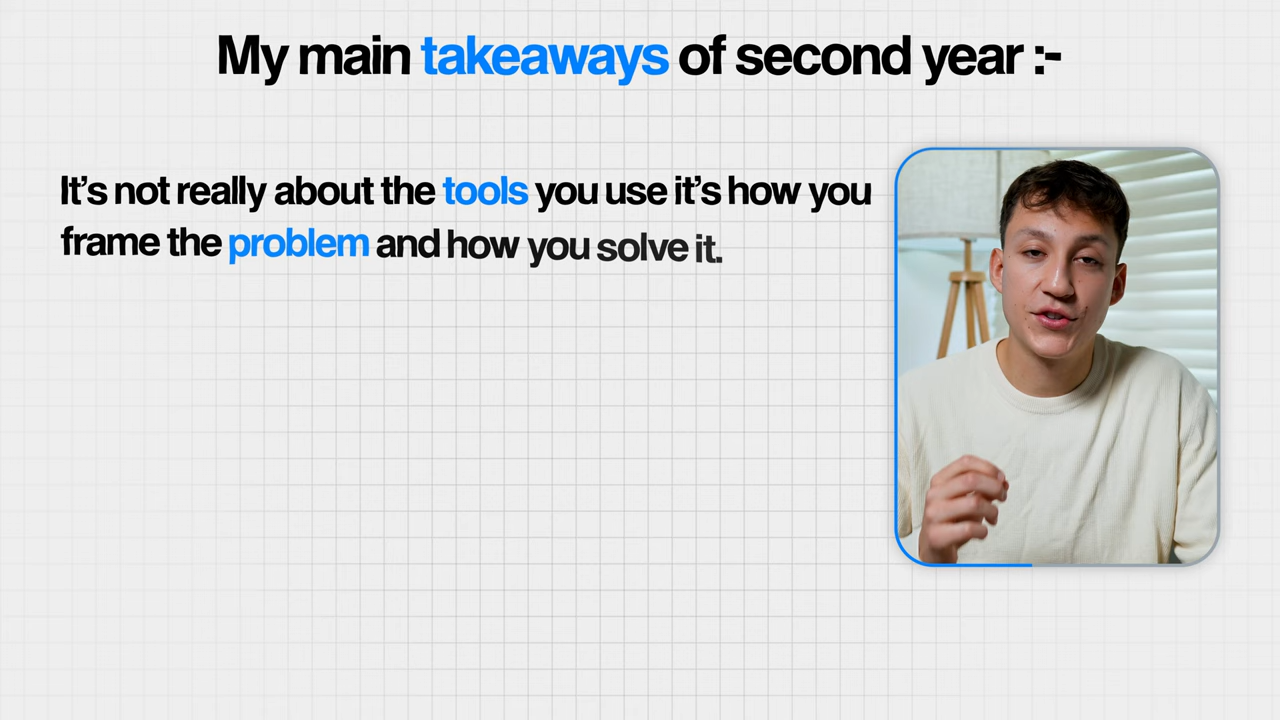 My main takeaways of second year :-
It’s not really about the tools you use it’s how you
frame the problem and how you solve it.